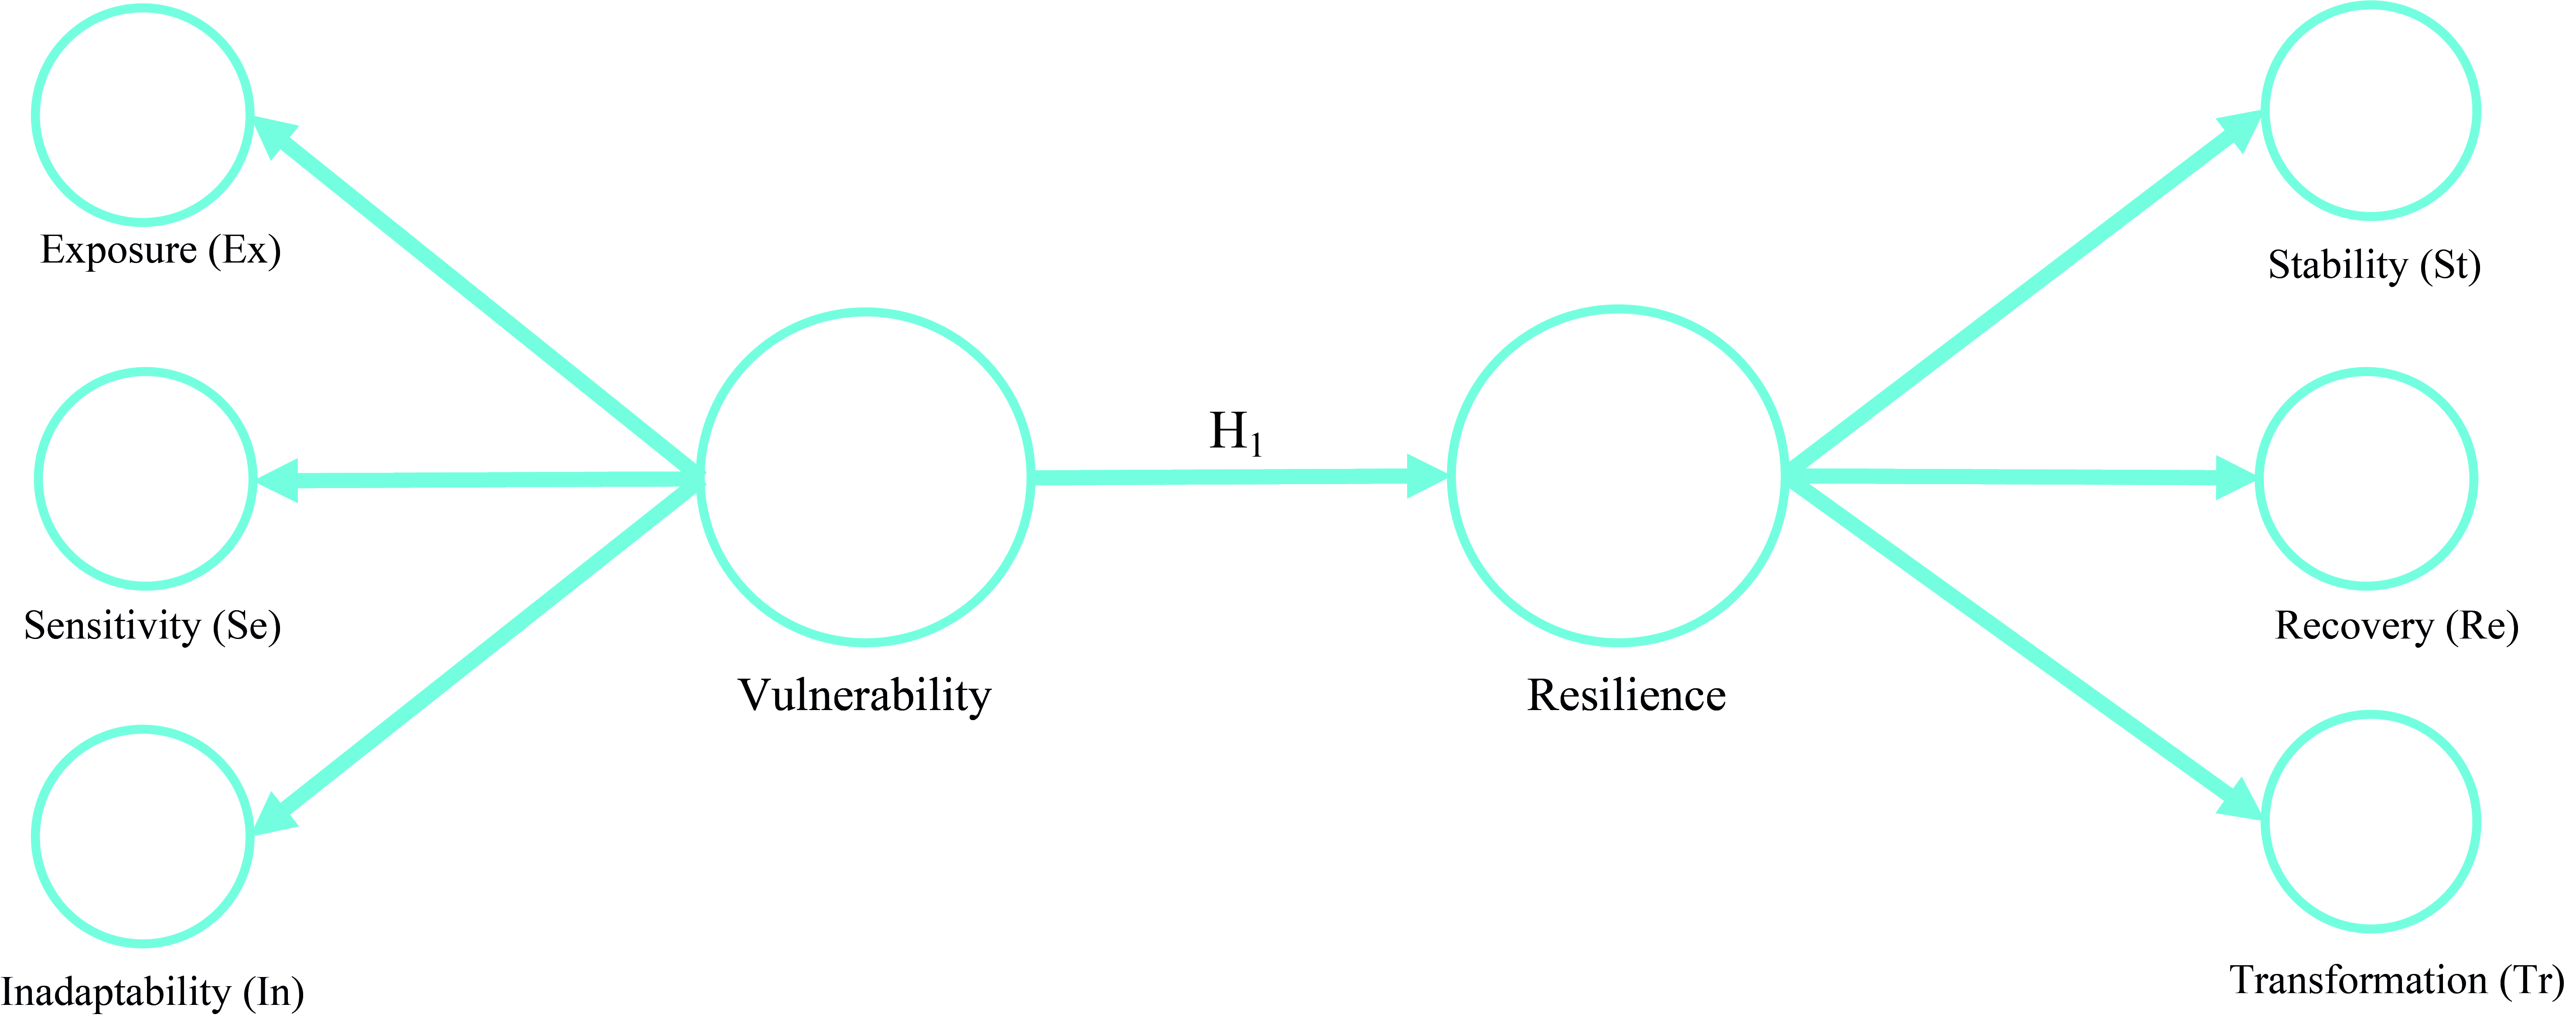 Exposure (Ex)
Stability (St)
H₁
Sensitivity (Se)
Recovery (Re)
Vulnerability
Resilience
Inadaptability (In)
Transformation (Tr)